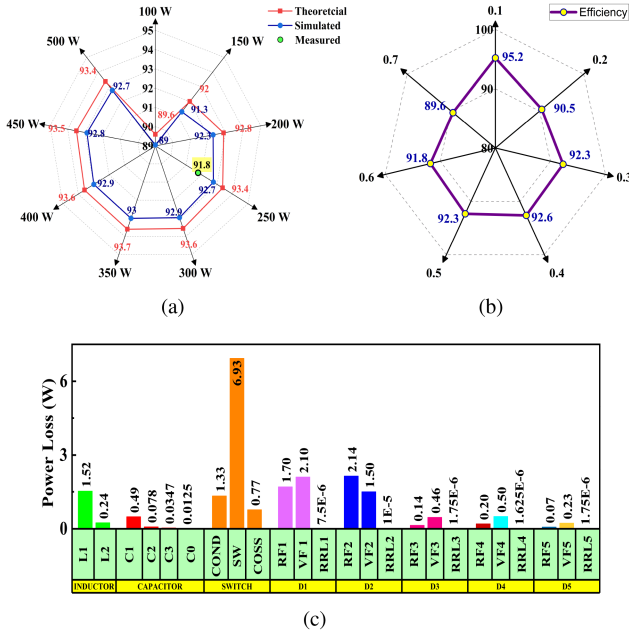 (a)
100 W
Theoretcial
Simulated
Measured
500 W
150 W
95
94
93
92
91
90
89
93.4
92.7
89.6
92
91.3
89
450 W
93.5
92.8
92.3
92.8
200 W
91.8
93.6
92.9
92.7
93.4
400 W
250 W
93
92.9
93.7
93.6
350 W
300 W
(a)
(b)
0.1
Efficiency
100
90
80
0.7
0.2
95.2
89.6
90.5
91.8
92.3
0.6
0.3
92.3
92.6
0.5
0.4
(b)
Power Loss (W)
6
3
0
1.52
0.24
0.49
0.078
0.0347
0.0125
1.33
6.93
0.77
1.70
2.10
7.5E-6
2.14
1.50
1E-5
0.14
0.46
1.75E-6
0.20
0.50
1.625E-6
0.07
0.23
1.75E-6
L1
L2
C1
C2
C3
C0
COND
SW
COSS
RF1
VF 1
RRL1
RF2
VF2
RRL2
RF3
VF3
RRL3
RF4
VF4
RRL4
RF5
VF5
RRL5
INDUCTOR
CAPACITOR
SWITCH
D1
D2
D3
D4
D5
(c)